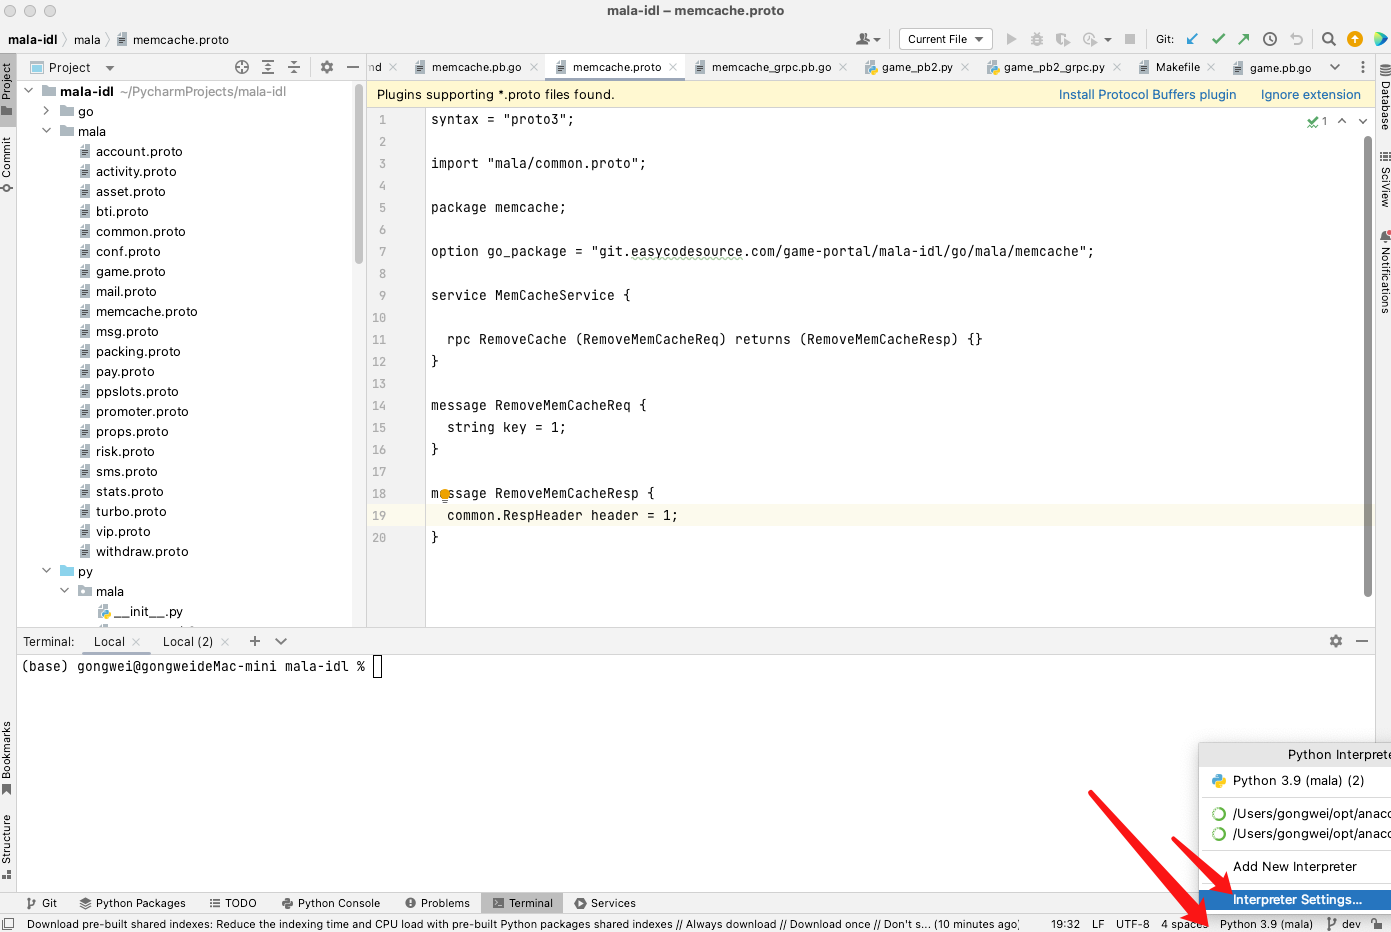 mala-idl – memcache.proto
mala-idl mala memcache.proto
Current File
Git:
Project
nd
memcache.pb.go
memcache.proto
memcache_grpc.pb.go
game_pb2.py
game_pb2_grpc.py
Makefile
game.pb.go
Project
Commit
Bookmarks
Structure
mala-idl ~/PycharmProjects/mala-idl
go
mala
account.proto
activity.proto
asset.proto
bti.proto
common.proto
conf.proto
game.proto
mail.proto
memcache.proto
msg.proto
packing.proto
pay.proto
ppslots.proto
promoter.proto
props.proto
risk.proto
sms.proto
stats.proto
turbo.proto
vip.proto
withdraw.proto
py
mala
__init__.py
Plugins supporting *.proto files found.
Install Protocol Buffers plugin
Ignore extension
1
1 syntax = "proto3";
2
3 import "mala/common.proto";
4
5 package memcache;
6
7 option go_package = "git.easycodesource.com/game-portal/mala-idl/go/mala/memcache";
8
9 service MemCacheService {
10
11 rpc RemoveCache (RemoveMemCacheReq) returns (RemoveMemCacheResp) {}
12 }
13
14 message RemoveMemCacheReq {
15 string key = 1;
16 }
17
18 message RemoveMemCacheResp {
19 common.RespHeader header = 1;
20 }
Database
SciView
Notifications
Terminal: Local Local (2)
(base) gongwei@gongweideMac-mini mala-idl %
Python Interprete
Python 3.9 (mala) (2)
/Users/gongwei/opt/anaco
/Users/gongwei/opt/anaco
Add New Interpreter
Interpreter Settings...
Git
Python Packages
TODO
Python Console
Problems
Terminal
Services
Download pre-built shared indexes: Reduce the indexing time and CPU load with pre-built Python packages shared indexes // Always download // Download once // Don't s... (10 minutes ago)
19:32 LF UTF-8 4 spaces Python 3.9 (mala) dev